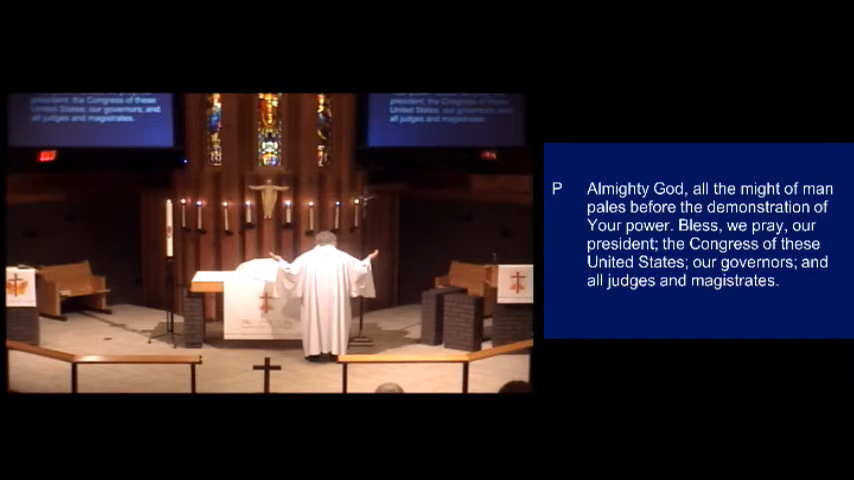 president; the Congress of these
United States; our governors; and
all judges and magistrates.
president; the Congress of these
United States; our governors; and
all judges and magistrates.
P Almighty God, all the might of man
pales before the demonstration of
Your power. Bless, we pray, our
president; the Congress of these
United States; our governors; and
all judges and magistrates.